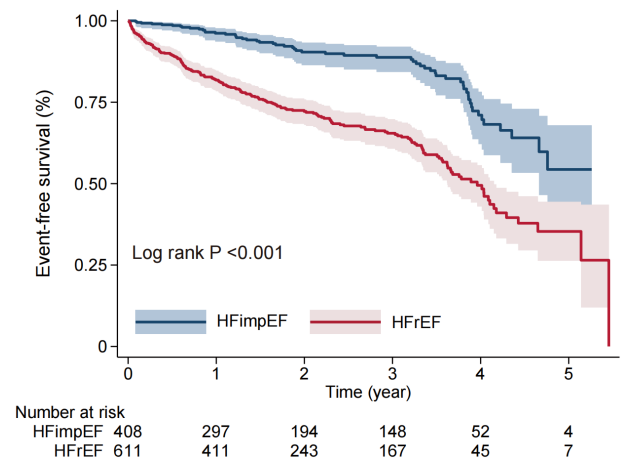 Event-free survival (%)
1.00
0.75
0.50
0.25
0
Log rank P <0.001
HFimpEF HFrEF
0 1 2 3 4 5
Time (year)
Number at risk
HFimpEF 408 297 194 148 52 4
HFrEF 611 411 243 167 45 7